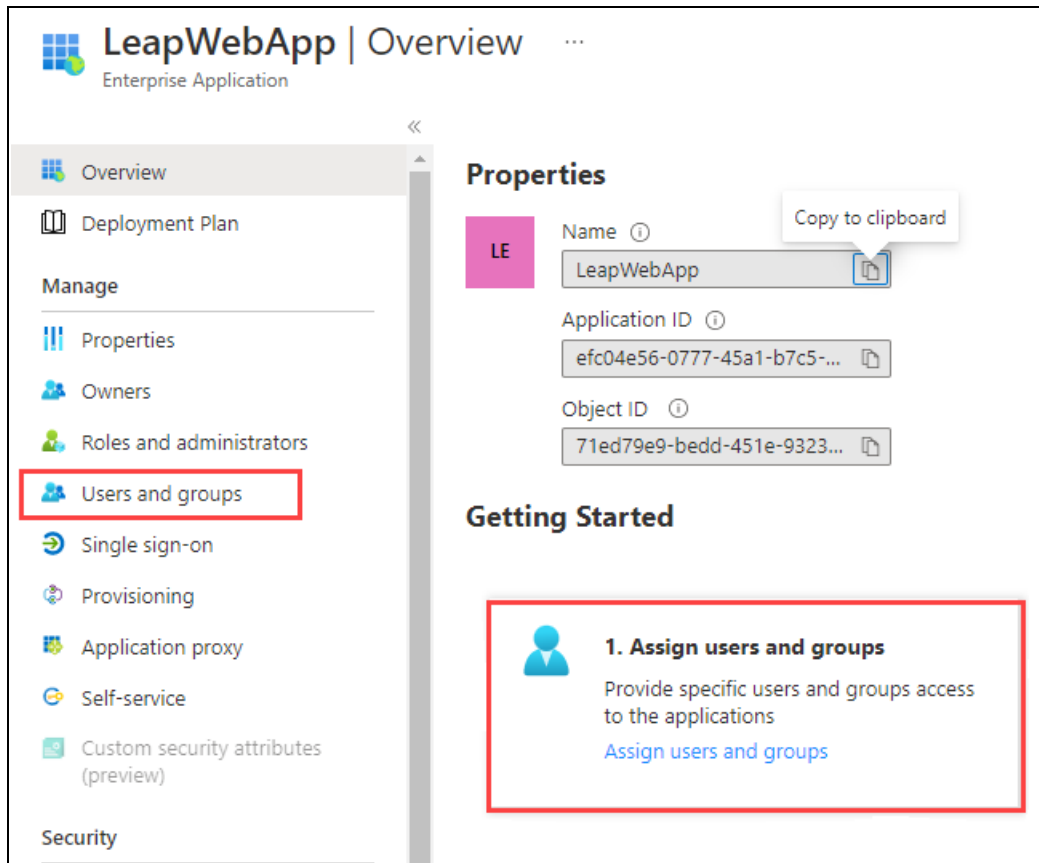 LeapWebApp | Overview ...
Enterprise Application
«
Overview
Deployment Plan
Manage
Properties
Owners
Roles and administrators
Users and groups
Single sign-on
Provisioning
Application proxy
Self-service
Custom security attributes
(preview)
Security
Properties
Copy to clipboard
LE
Name
LeapWebApp
Application ID
efc04e56-0777-45a1-b7c5-...
Object ID
71ed79e9-bedd-451e-9323...
Getting Started
1. Assign users and groups
Provide specific users and groups access
to the applications
Assign users and groups